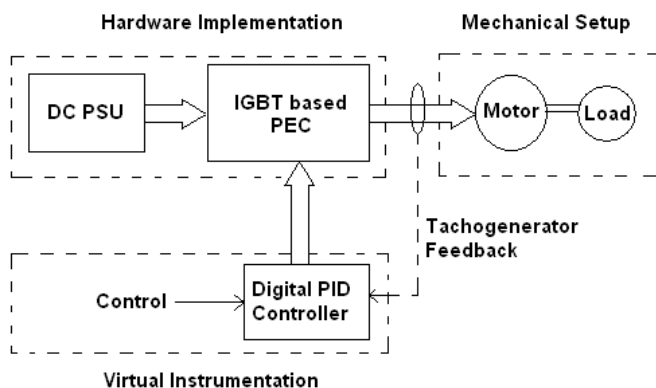 Hardware Implementation
Mechanical Setup
DC PSU
IGBT based
PEC
Motor
Load
Tachogenerator
Feedback
Control
Digital PID
Controller
Virtual Instrumentation